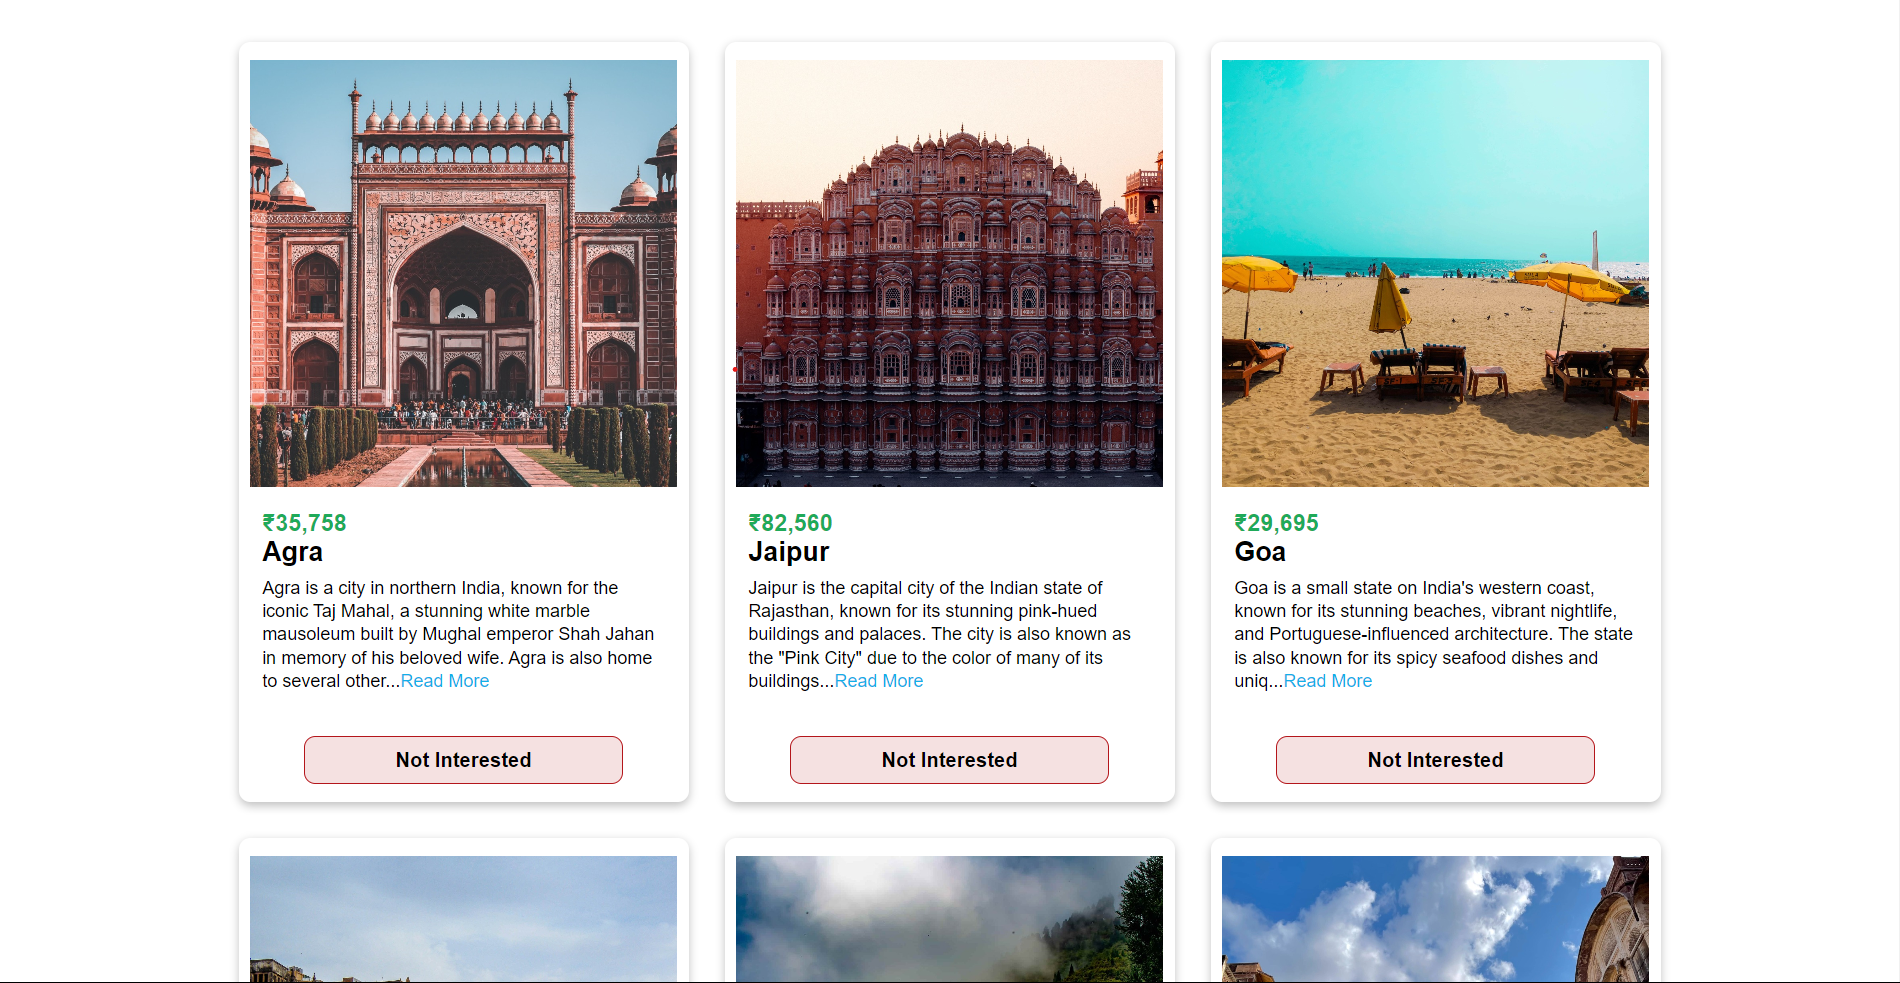 ₹35,758
Agra
Agra is a city in northern India, known for the
iconic Taj Mahal, a stunning white marble
mausoleum built by Mughal emperor Shah Jahan
in memory of his beloved wife. Agra is also home
to several other...Read More
Not Interested
₹82,560
Jaipur
Jaipur is the capital city of the Indian state of
Rajasthan, known for its stunning pink-hued
buildings and palaces. The city is also known as
the "Pink City" due to the color of many of its
buildings...Read More
Not Interested
₹29,695
Goa
Goa is a small state on India's western coast,
known for its stunning beaches, vibrant nightlife,
and Portuguese-influenced architecture. The state
is also known for its spicy seafood dishes and
uniq...Read More
Not Interested